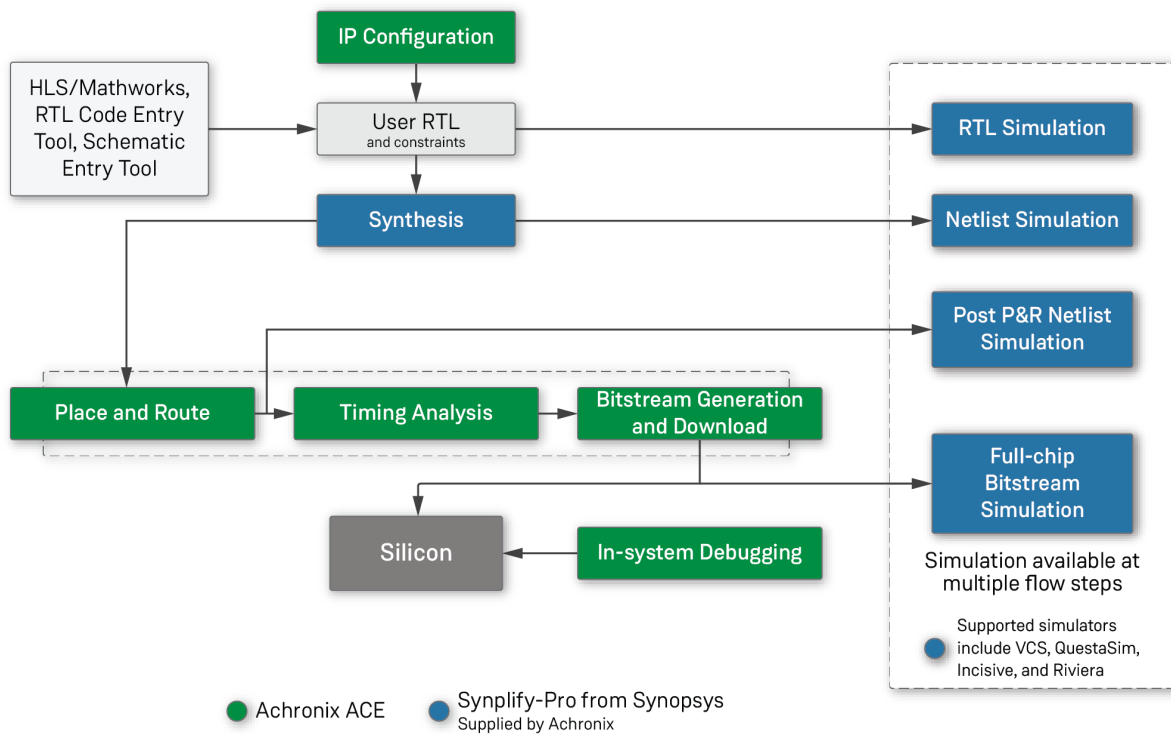 IP Configuration
HLS/Mathworks,
RTL Code Entry
Tool, Schematic
Entry Tool
User RTL
and constraints
RTL Simulation
Synthesis
Netlist Simulation
Post P&R Netlist
Simulation
Place and Route
Timing Analysis
Bitstream Generation
and Download
Full-chip
Bitstream
Simulation
Silicon
In-system Debugging
Simulation available at
multiple flow steps
Supported simulators
include VCS, QuestaSim,
Incisive, and Riviera
Achronix ACE
Synplify-Pro from Synopsys
Supplied by Achronix